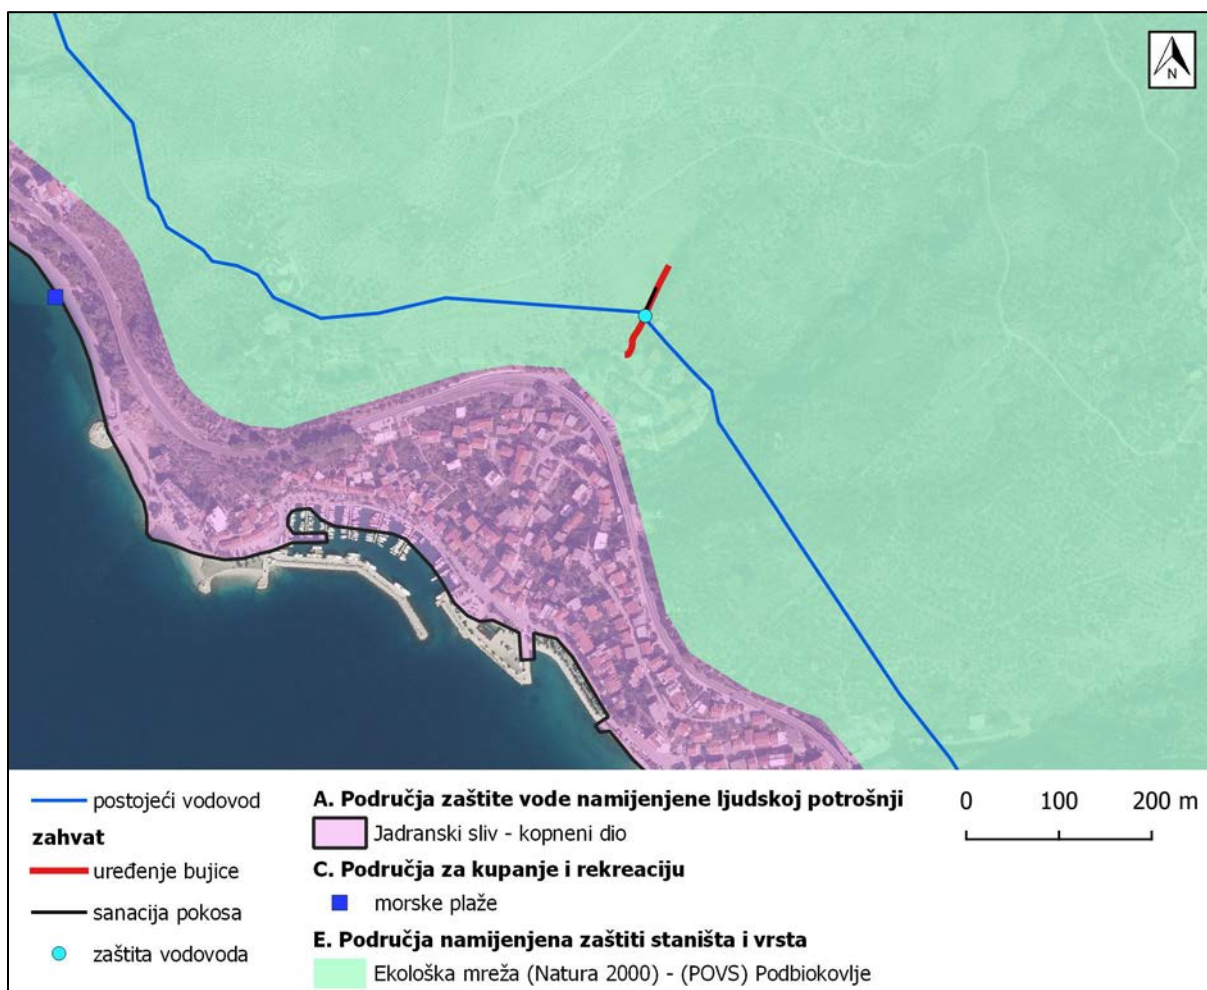 N
postojeći vodovod
zahvat
uređenje bujice
sanacija pokosa
zaštita vodovoda
A. Područja zaštite vode namijenjene ljudskoj potrošnji
Jadranski sliv - kopneni dio
C. Područja za kupanje i rekreaciju
morske plaže
E. Područja namijenjena zaštiti staništa i vrsta
Ekološka mreža (Natura 2000) - (POVS) Podbiokovlje
0 100 200 m